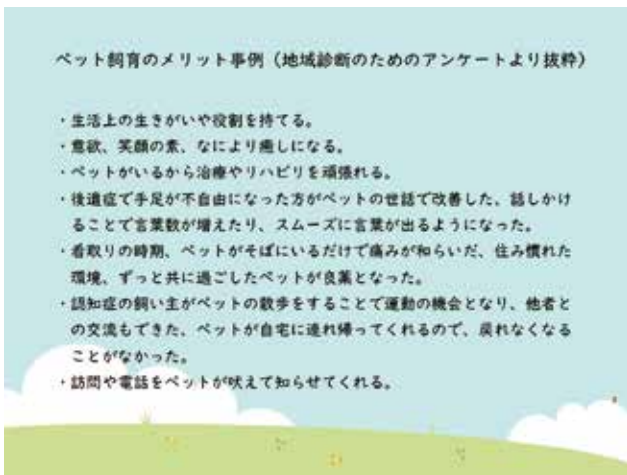 ペット飼育のメリット事例（地域診断のためのアンケートより抜粋）
・生活上の生きがいや役割を持てる。
・意欲、笑顔の素、なにより癒しになる。
・ペットがいるから治療やリハビリを頑張れる。
・後遺症で手足が不自由になった方がペットの世話で改善した、話しかけ
ることで言葉数が増えたり、スムーズに言葉が出るようになった。
・看取りの時期、ペットがそばにいるだけで痛みが和らいだ、住み慣れた
環境、ずっと共に過ごしたペットが良薬となった。
・認知症の飼い主がペットの散歩をすることで運動の機会となり、他者と
の交流もできた、ペットが自宅に連れ帰ってくれるので、戻れなくなる
ことがなかった。
・訪問や電話をペットが吠えて知らせてくれる。